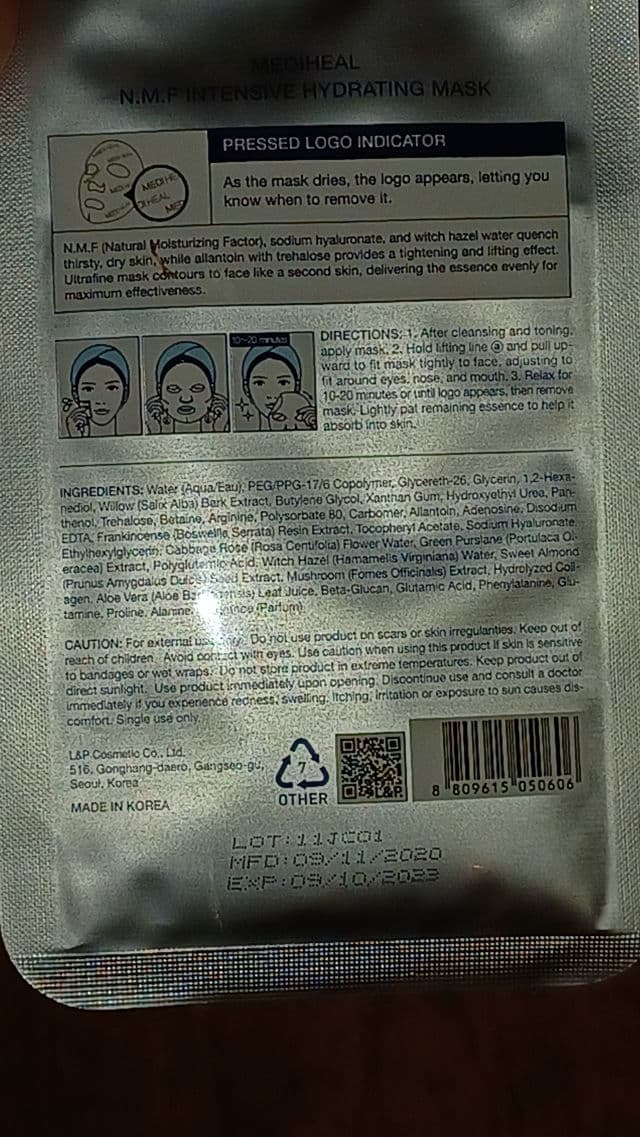 MEDIHEAL
N.M.F INTENSIVE HYDRATING MASK
PRESSED LOGO INDICATOR
MEDIHE
DIHEAL
MED
As the mask dries, the logo appears, letting you
know when to remove it.
N.M.F (Natural Moisturizing Factor), sodium hyaluronate, and witch hazel water quench
thirsty, dry skin, while allantoin with trehalose provides a tightening and lifting effect.
Ultrafine mask contours to face like a second skin, delivering the essence evenly for
maximum effectiveness.
10~20 minutes
DIRECTIONS: 1. After cleansing and toning,
apply mask. 2. Hold lifting line ⓐ and pull up-
ward to fit mask tightly to face, adjusting to
fit around eyes, nose, and mouth. 3. Relax for
10-20 minutes or until logo appears, then remove
mask. Lightly pat remaining essence to help it
absorb into skin.
INGREDIENTS: Water (Aqua/Eau), PEG/PPG-17/6 Copolymer, Glycereth-26, Glycerin, 1,2-Hexa-
nediol, Willow (Salix Alba) Bark Extract, Butylene Glycol, Xanthan Gum, Hydroxyethyl Urea, Pan-
thenol, Trehalose, Betaine, Arginine, Polysorbate 80, Carbomer, Allantoin, Adenosine, Disodium
EDTA, Frankincense (Boswellia Serrata) Resin Extract, Tocopheryl Acetate, Sodium Hyaluronate,
Ethylhexylglycerin, Cabbage Rose (Rosa Centifolia) Flower Water, Green Purslane (Portulaca Ol-
eracea) Extract, Polyglutamic Acid, Witch Hazel (Hamamelis Virginiana) Water, Sweet Almond
(Prunus Amygdalus Dulcis) Seed Extract, Mushroom (Fomes Officinalis) Extract, Hydrolyzed Coll-
agen, Aloe Vera (Aloe Barbadensis) Leaf Juice, Beta-Glucan, Glutamic Acid, Phenylalanine, Glu-
tamine, Proline, Alanine, (Parfum)
CAUTION: For external use only. Do not use product on scars or skin irregularities. Keep out of
reach of children. Avoid contact with eyes. Use caution when using this product if skin is sensitive
to bandages or wet wraps. Do not store product in extreme temperatures. Keep product out of
direct sunlight. Use product immediately upon opening. Discontinue use and consult a doctor
immediately if you experience redness, swelling, itching, irritation or exposure to sun causes dis-
comfort. Single use only.
L&P Cosmetic Co., Ltd.
516, Gonghang-daero, Gangseo-gu,
Seoul, Korea
MADE IN KOREA
7
OTHER
L&P
8 809615 050606
LOT:11JC01
MFD:09/11/2020
EXP:09/10/2023